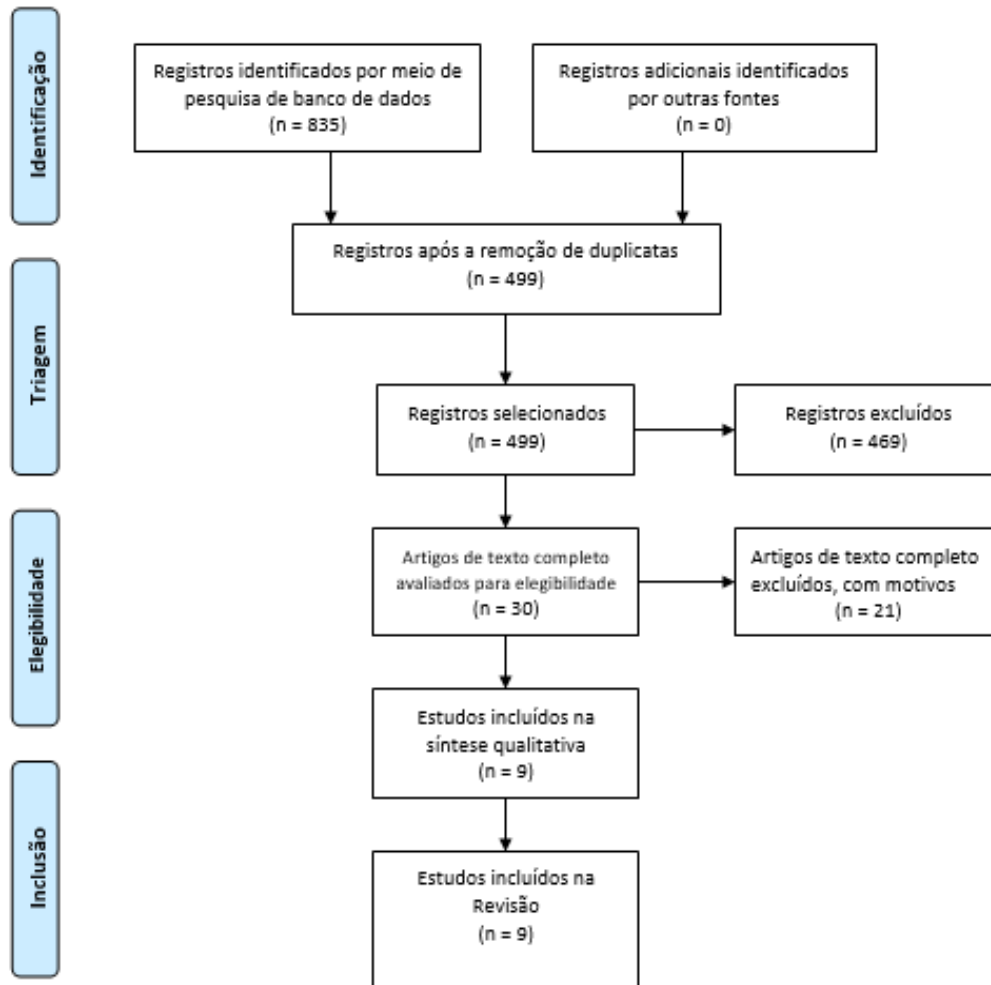 Identificação
Registros identificados por meio de
pesquisa de banco de dados
(n = 835)
Registros adicionais identificados
por outras fontes
(n = 0)
Registros após a remoção de duplicatas
(n = 499)
Triagem
Registros selecionados
(n = 499)
Registros excluídos
(n = 469)
Elegibilidade
Artigos de texto completo
avaliados para elegibilidade
(n = 30)
Artigos de texto completo
excluídos, com motivos
(n = 21)
Estudos incluídos na
síntese qualitativa
(n = 9)
Inclusão
Estudos incluídos na
Revisão
(n = 9)